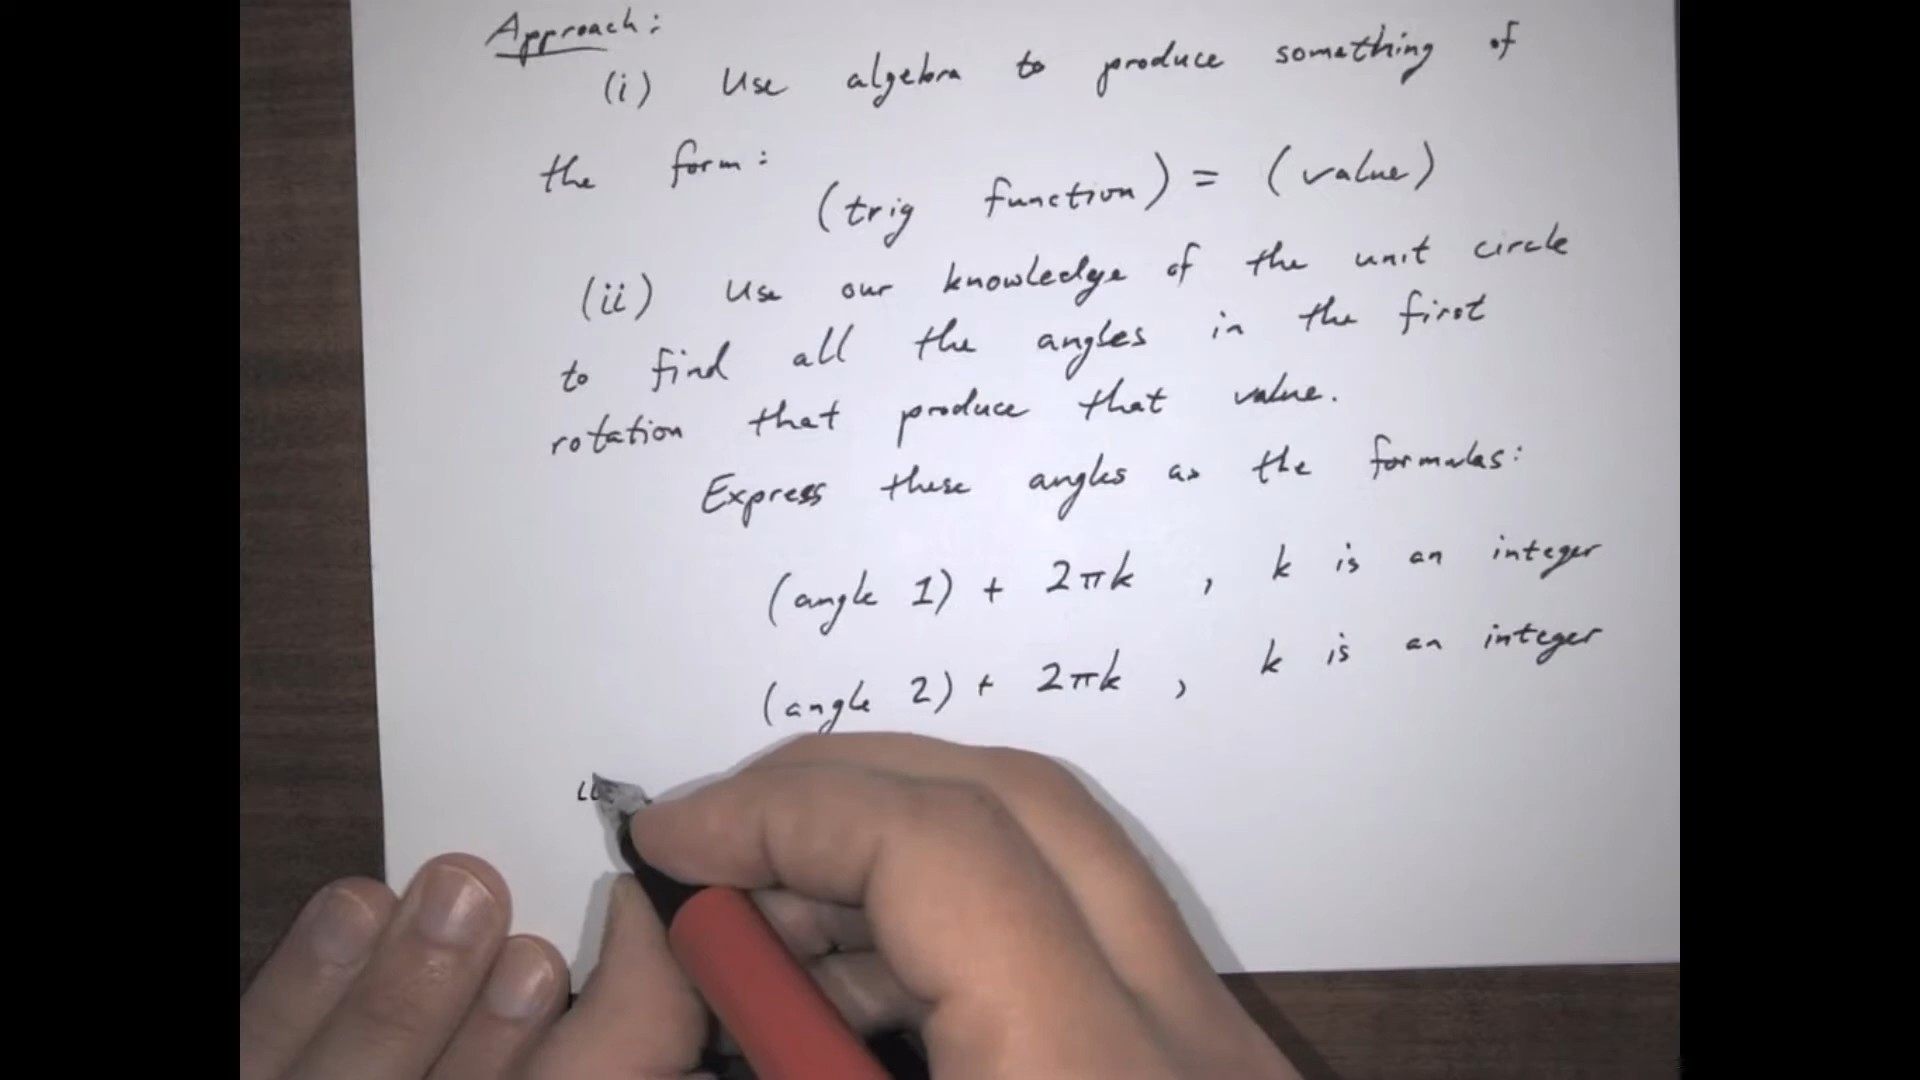 Approach:
(i) Use algebra to produce something of
the form:
(trig function) = (value)
(ii) Use our knowledge of the unit circle
to find all the angles in the first
rotation that produce that value.
Express these angles as the formulas:
(angle 1) + 2πk , k is an integer
(angle 2) + 2πk , k is an integer